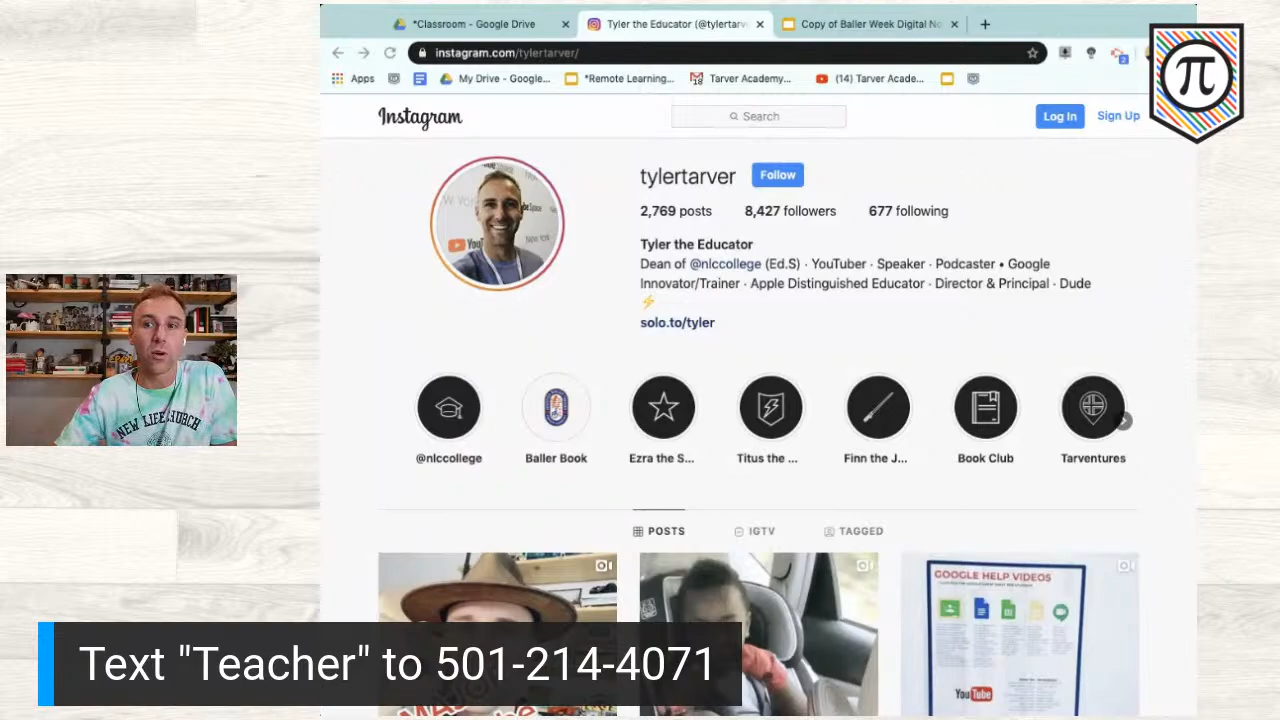 *Classroom - Google Drive
Tyler the Educator (@tylertarv
Copy of Baller Week Digital No
instagram.com/tylertarver/
Apps
My Drive - Google...
*Remote Learning...
Tarver Academy...
(14) Tarver Acade...
Instagram
Search
Log In
Sign Up
π
tylertarver
Follow
2,769 posts 8,427 followers 677 following
Tyler the Educator
Dean of @nlccollege (Ed.S) · YouTuber · Speaker · Podcaster • Google
Innovator/Trainer · Apple Distinguished Educator · Director & Principal · Dude
⚡
solo.to/tyler
NEW LIFE CHURCH
@nlccollege
Baller Book
Ezra the S...
Titus the ...
Finn the J...
Book Club
Tarventures
POSTS
IGTV
TAGGED
GOOGLE HELP VIDEOS
YouTube
Text "Teacher" to 501-214-4071